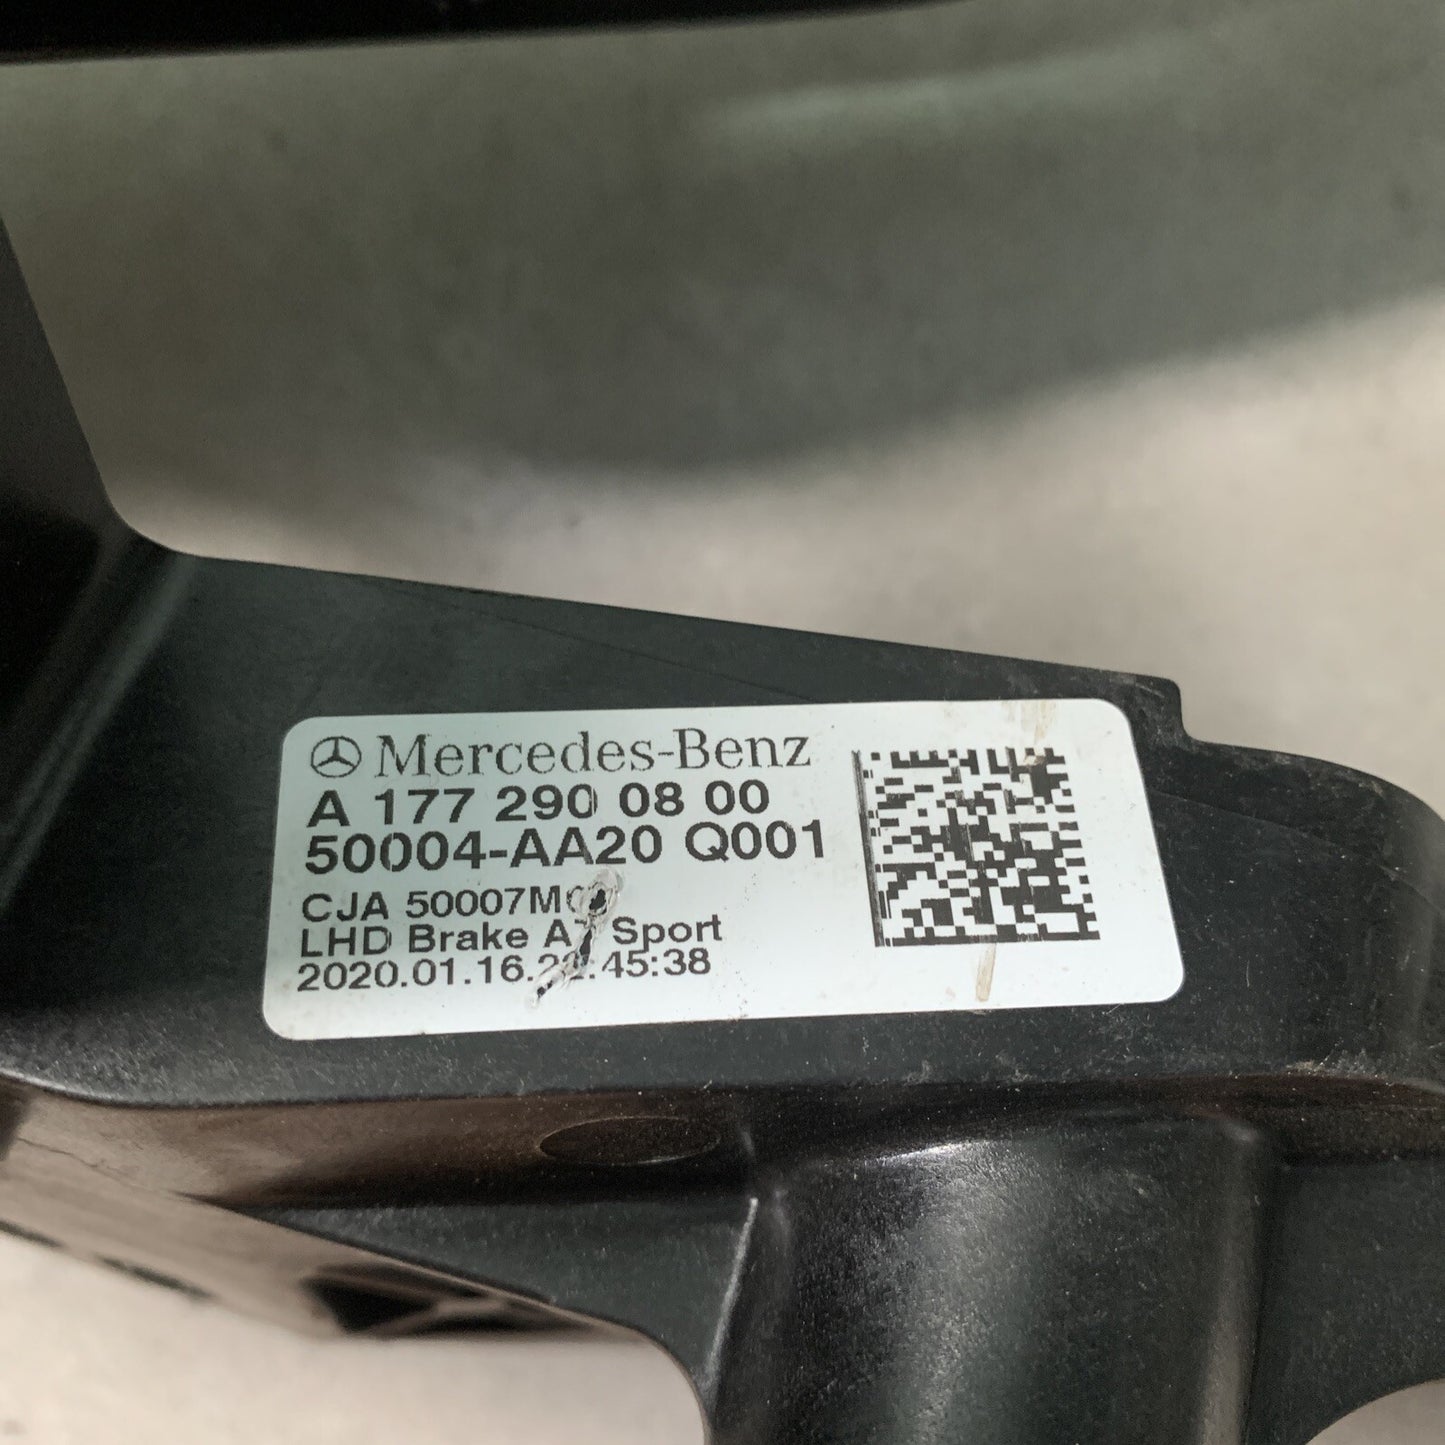 Mercedes-Benz
A 177 290 08 00
50004-AA20 Q001
CJA
LHD Brake Sport